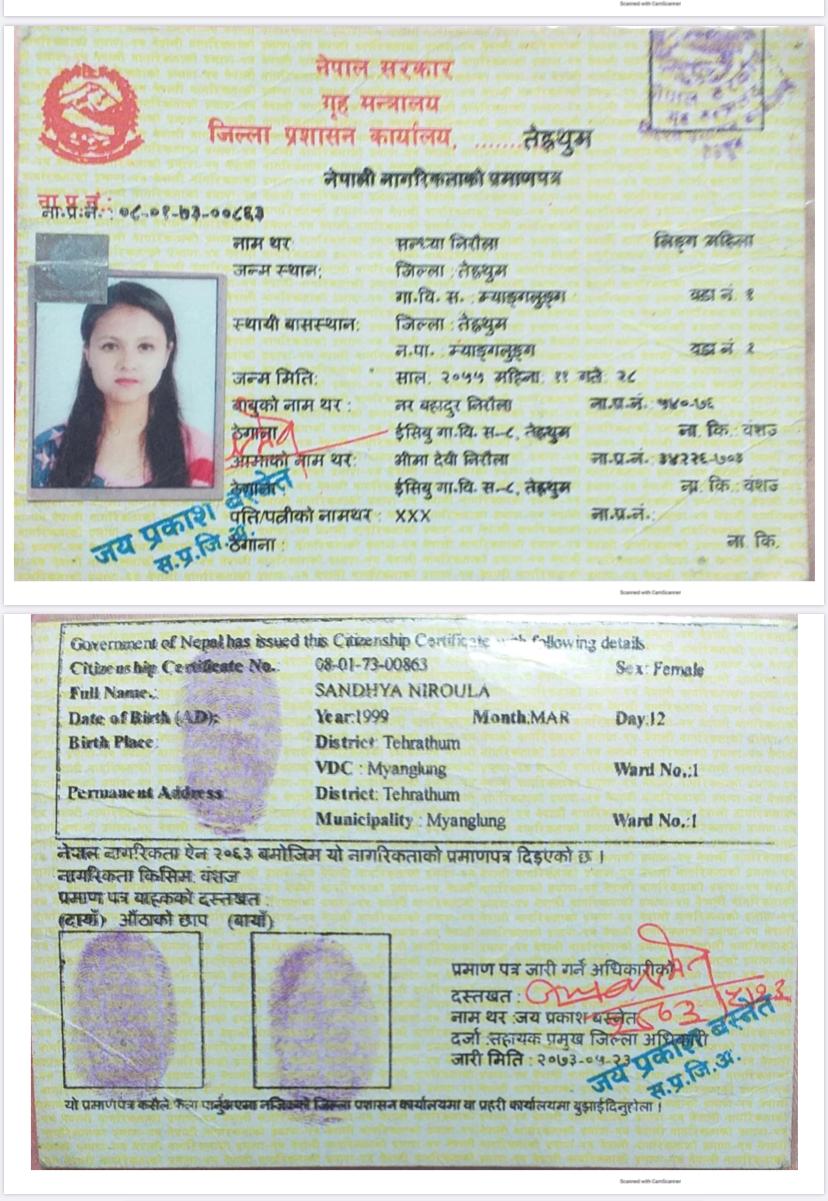 Scanned with CamScanner
नेपाल सरकार
गृह मन्त्रालय
जिल्ला प्रशासन कार्यालय, .......तेह्रथुम
नेपाली नागरिकताको प्रमाणपत्र
ना.प्र.नं.:
ना.प्र.नं. : ०८-०१-७३-००८६३
नाम थर सन्ध्या निरौला लिङ्ग महिला
जन्म स्थान: जिल्ला : तेह्रथुम
गा.वि. स. : म्याङ्गलुङ्ग वडा नं. १
स्थायी बासस्थान: जिल्ला : तेह्रथुम
न.पा. : म्याङ्गलुङ्ग वडा नं १
जन्म मिति: साल. २०५५ महिना: ११ गते: २८
बाबुको नाम थर : नर बहादुर निरौला ना.प्र.नं. ५४०-७६
ठेगाना ईसिबु गा.वि. स-८, तेह्रथुम ना. कि.: वंशज
आमाको नाम थर: भीमा देवी निरौला ना.प्र.नं.
ठेगाना ईसिबु गा.वि. स-८, तेह्रथुम ना. कि: वंशज
पति/पत्नीको नामथर : XXX ना.प्र.नं.:
ठेगाना : ना. कि.
जय प्रकाश बस्नेत
स.प्र.जि.अ.
Scanned with CamScanner
Government of Nepal has issued this Citizenship Certificate with following details
Citizenship Certificate No.: 08-01-73-00863 Sex: Female
Full Name.: SANDHYA NIROULA
Date of Birth (AD): Year:1999 Month:MAR Day:12
Birth Place: District: Tehrathum
VDC : Myanglung Ward No.:1
Permanent Address: District: Tehrathum
Municipality : Myanglung Ward No.:1
नेपाल नागरिकता ऐन २०६३ बमोजिम यो नागरिकताको प्रमाणपत्र दिइएको छ ।
नागरिकता किसिम: वंशज
प्रमाण पत्र वाहकको दस्तखत :
(दायाँ) औंठाको छाप (बायाँ)
प्रमाण पत्र जारी गर्ने अधिकारीको
दस्तखत :
नाम थर :जय प्रकाश बस्नेत
दर्जा :सहायक प्रमुख जिल्ला अधिकारी
जारी मिति : २०७३-०५-२३
जय प्रकाश बस्नेत
स.प्र.जि.अ.
यो प्रमाणपत्र कसैले फेला पार्नुभएमा नजिकको जिल्ला प्रशासन कार्यालयमा वा प्रहरी कार्यालयमा बुझाईदिनुहोला ।
Scanned with CamScanner